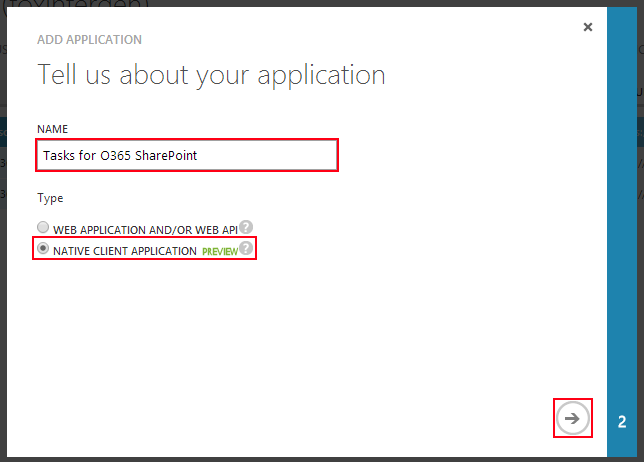 (toxintergen)
ADD APPLICATION
Tell us about your application
NAME
Tasks for O365 SharePoint
Type
WEB APPLICATION AND/OR WEB API ?
NATIVE CLIENT APPLICATION PREVIEW ?
2